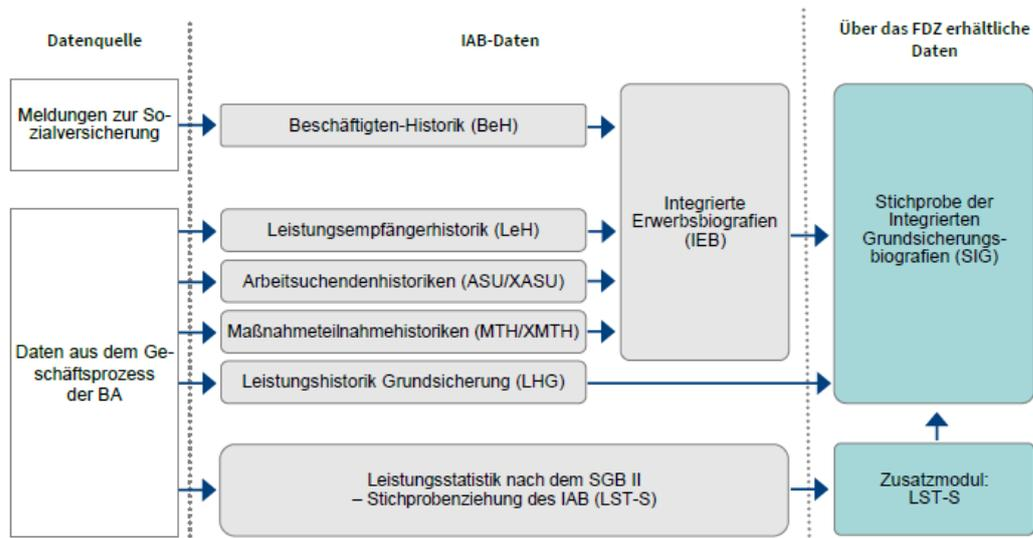 Datenquelle
IAB-Daten
Über das FDZ erhältliche
Daten
Meldungen zur So-
zialversicherung
Beschäftigten-Historik (BeH)
Integrierte
Erwerbsbiografien
(IEB)
Stichprobe der
Integrierten
Grundsicherungs-
biografien (SIG)
Daten aus dem Ge-
schäftsprozess
der BA
Leistungsempfängerhistorik (LeH)
Arbeitsuchendenhistoriken (ASU/XASU)
Maßnahmeteilnahmehistoriken (MTH/XMTH)
Leistungshistorik Grundsicherung (LHG)
Leistungsstatistik nach dem SGB II
– Stichprobenziehung des IAB (LST-S)
Zusatzmodul:
LST-S